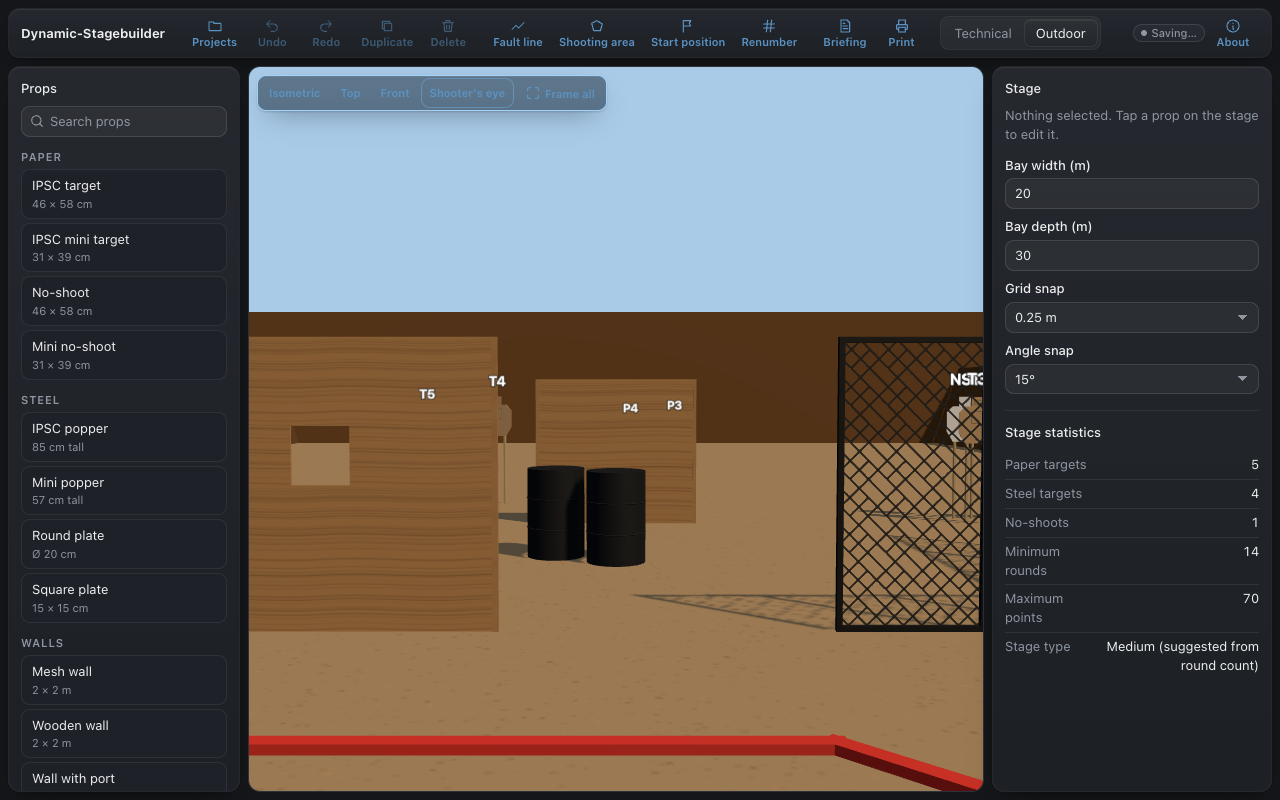 Dynamic-Stagebuilder
Projects
Undo
Redo
Duplicate
Delete
Fault line
Shooting area
Start position
Renumber
Briefing
Print
Technical
Outdoor
Saving…
About
Props
Search props
PAPER
IPSC target
46 × 58 cm
IPSC mini target
31 × 39 cm
No-shoot
46 × 58 cm
Mini no-shoot
31 × 39 cm
STEEL
IPSC popper
85 cm tall
Mini popper
57 cm tall
Round plate
Ø 20 cm
Square plate
15 × 15 cm
WALLS
Mesh wall
2 × 2 m
Wooden wall
2 × 2 m
Wall with port
Isometric
Top
Front
Shooter's eye
Frame all
T5
T4
P4
P3
Stage
Nothing selected. Tap a prop on the stage
to edit it.
Bay width (m)
20
Bay depth (m)
30
Grid snap
0.25 m
Angle snap
15°
Stage statistics
Paper targets 5
Steel targets 4
No-shoots 1
Minimum rounds 14
Maximum points 70
Stage type Medium (suggested from
round count)